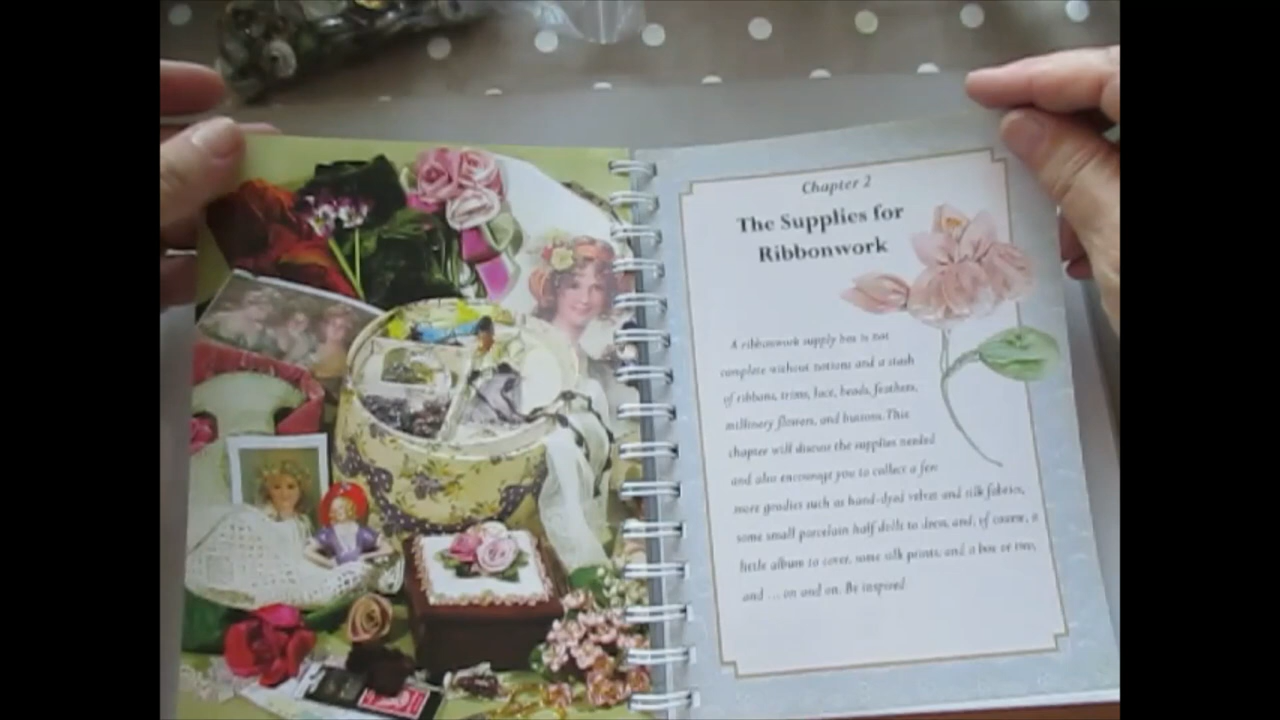 Chapter 2
The Supplies for
Ribbonwork
A ribbonwork supply box is not
complete without notions and a stash
of ribbons, trims, lace, beads, feathers,
millinery flowers, and buttons. This
chapter will discuss the supplies needed
and also encourage you to collect a few
more goodies such as hand-dyed velvet and silk fabrics,
some small porcelain half dolls to dress, and, of course, a
little album to cover, some silk prints, and a box or two,
and ... on and on. Be inspired